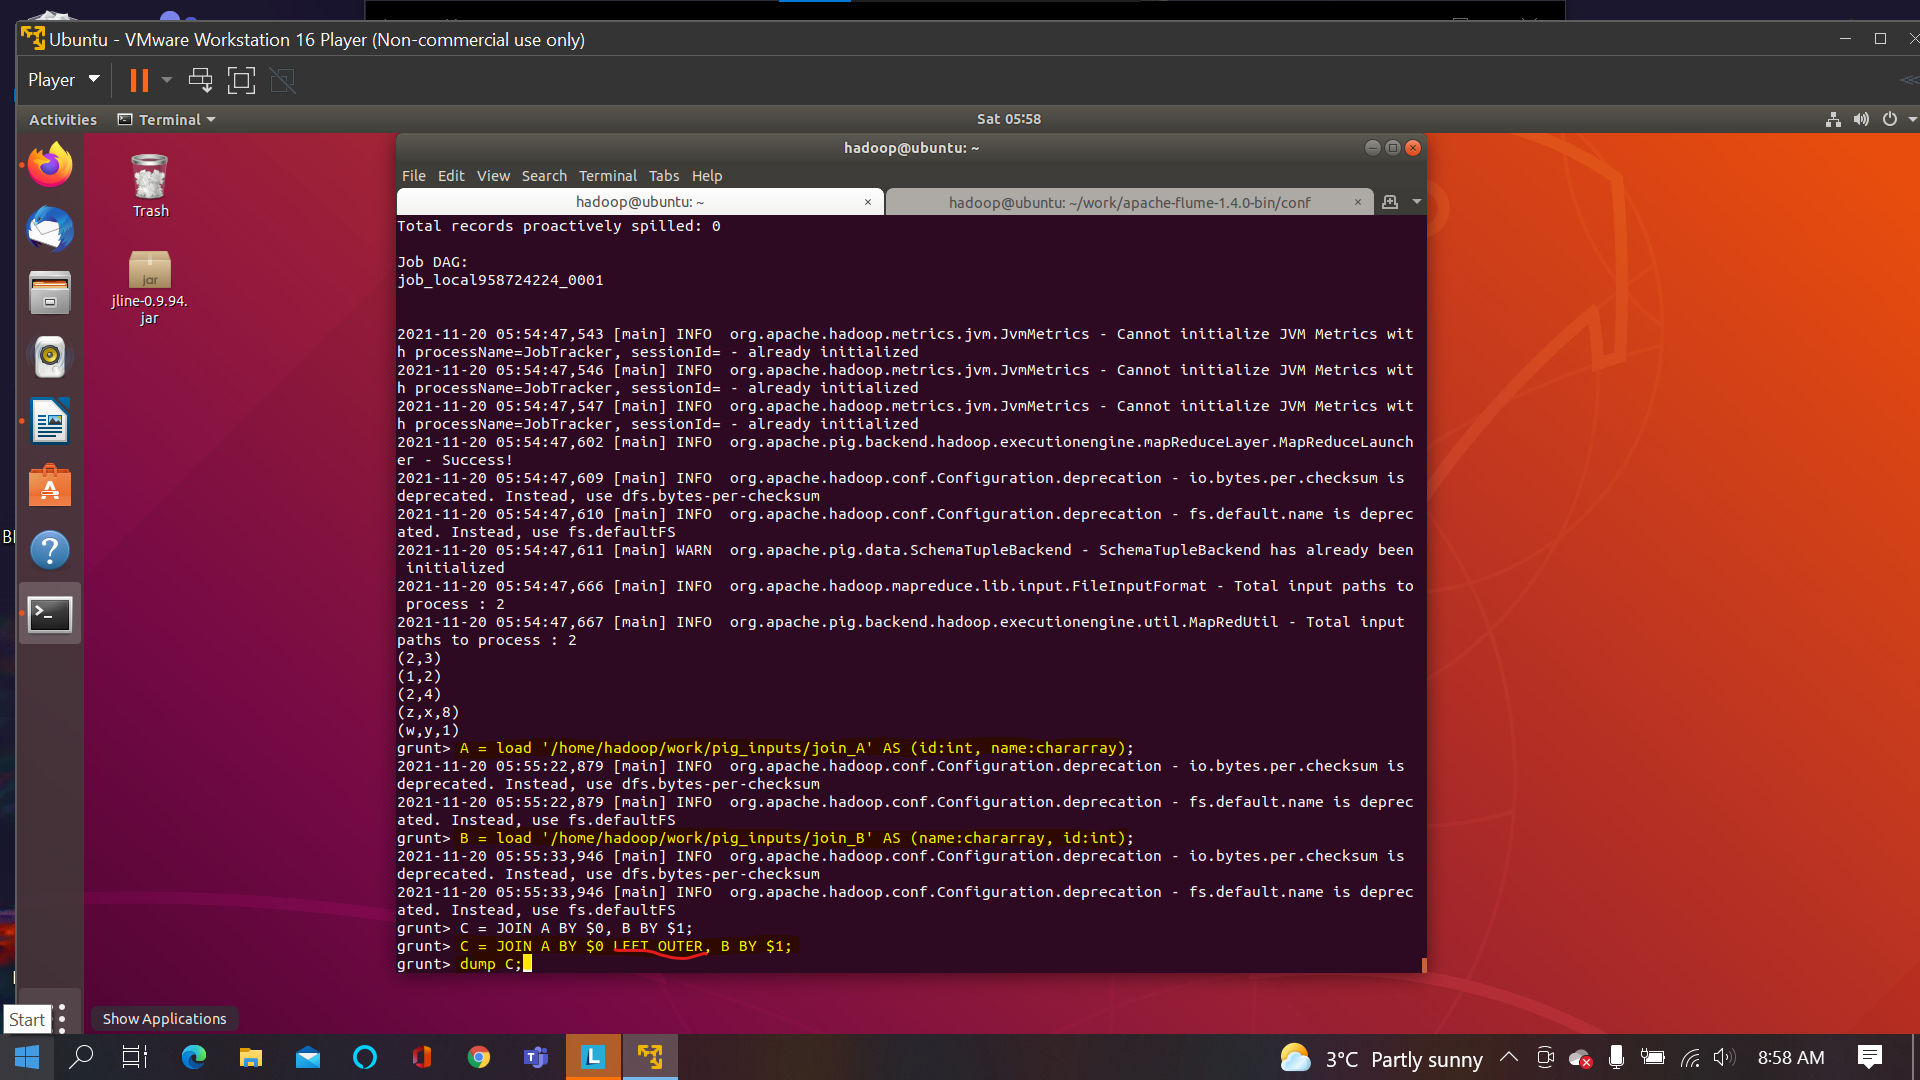 Ubuntu - VMware Workstation 16 Player (Non-commercial use only)
Player
Activities
Terminal
Sat 05:58
Trash
jar
jline-0.9.94.
jar
hadoop@ubuntu: ~
File Edit View Search Terminal Tabs Help
hadoop@ubuntu: ~ ×
hadoop@ubuntu: ~/work/apache-flume-1.4.0-bin/conf ×
Total records proactively spilled: 0
Job DAG:
job_local958724224_0001
2021-11-20 05:54:47,543 [main] INFO  org.apache.hadoop.metrics.jvm.JvmMetrics - Cannot initialize JVM Metrics wit
h processName=JobTracker, sessionId= - already initialized
2021-11-20 05:54:47,546 [main] INFO  org.apache.hadoop.metrics.jvm.JvmMetrics - Cannot initialize JVM Metrics wit
h processName=JobTracker, sessionId= - already initialized
2021-11-20 05:54:47,547 [main] INFO  org.apache.hadoop.metrics.jvm.JvmMetrics - Cannot initialize JVM Metrics wit
h processName=JobTracker, sessionId= - already initialized
2021-11-20 05:54:47,602 [main] INFO  org.apache.pig.backend.hadoop.executionengine.mapReduceLayer.MapReduceLaunch
er - Success!
2021-11-20 05:54:47,609 [main] INFO  org.apache.hadoop.conf.Configuration.deprecation - io.bytes.per.checksum is
deprecated. Instead, use dfs.bytes-per-checksum
2021-11-20 05:54:47,610 [main] INFO  org.apache.hadoop.conf.Configuration.deprecation - fs.default.name is deprec
ated. Instead, use fs.defaultFS
2021-11-20 05:54:47,611 [main] WARN  org.apache.pig.data.SchemaTupleBackend - SchemaTupleBackend has already been
initialized
2021-11-20 05:54:47,666 [main] INFO  org.apache.hadoop.mapreduce.lib.input.FileInputFormat - Total input paths to
process : 2
2021-11-20 05:54:47,667 [main] INFO  org.apache.pig.backend.hadoop.executionengine.util.MapRedUtil - Total input
paths to process : 2
(2,3)
(1,2)
(2,4)
(z,x,8)
(w,y,1)
grunt> A = load '/home/hadoop/work/pig_inputs/join_A' AS (id:int, name:chararray);
2021-11-20 05:55:22,879 [main] INFO  org.apache.hadoop.conf.Configuration.deprecation - io.bytes.per.checksum is
deprecated. Instead, use dfs.bytes-per-checksum
2021-11-20 05:55:22,879 [main] INFO  org.apache.hadoop.conf.Configuration.deprecation - fs.default.name is deprec
ated. Instead, use fs.defaultFS
grunt> B = load '/home/hadoop/work/pig_inputs/join_B' AS (name:chararray, id:int);
2021-11-20 05:55:33,946 [main] INFO  org.apache.hadoop.conf.Configuration.deprecation - io.bytes.per.checksum is
deprecated. Instead, use dfs.bytes-per-checksum
2021-11-20 05:55:33,946 [main] INFO  org.apache.hadoop.conf.Configuration.deprecation - fs.default.name is deprec
ated. Instead, use fs.defaultFS
grunt> C = JOIN A BY $0, B BY $1;
grunt> C = JOIN A BY $0 LEFT OUTER, B BY $1;
grunt> dump C;
Start
Show Applications
3°C Partly sunny
8:58 AM